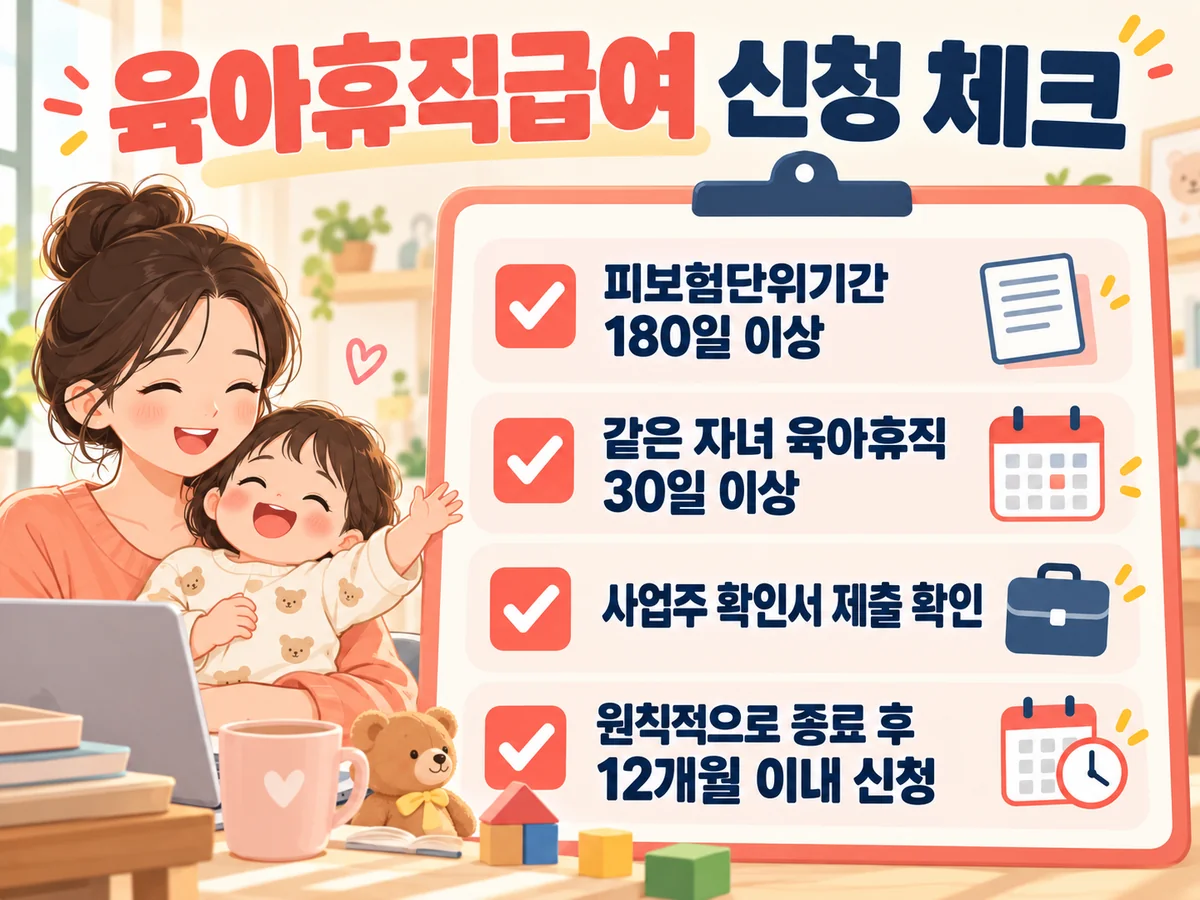 육아휴직급여 신청 체크
피보험단위기간
180일 이상
같은 자녀 육아휴직
30일 이상
사업주 확인서 제출 확인
원칙적으로 종료 후
12개월 이내 신청